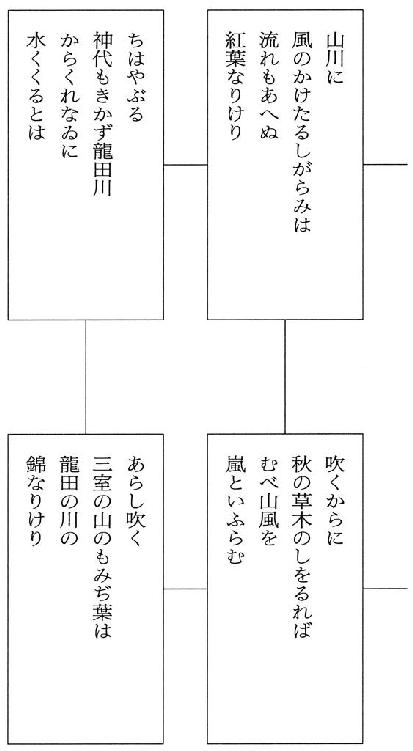 山川に
風のかけたるしがらみは
流れもあへぬ
紅葉なりけり
ちはやぶる
神代もきかず龍田川
からくれなゐに
水くくるとは
吹くからに
秋の草木のしをるれば
むべ山風を
嵐といふらむ
あらし吹く
三室の山のもみぢ葉は
龍田の川の
錦なりけり